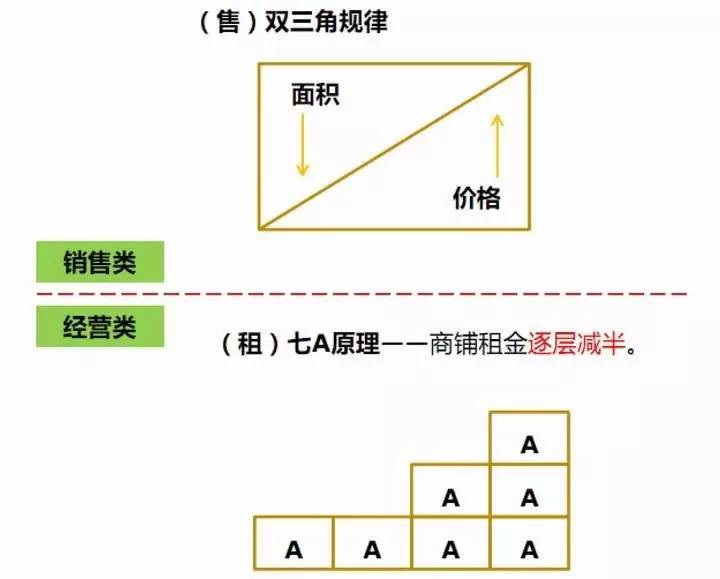 （售）双三角规律
面积
价格
销售类
经营类
（租）七A原理——商铺租金逐层减半。
A
A A
A A A A